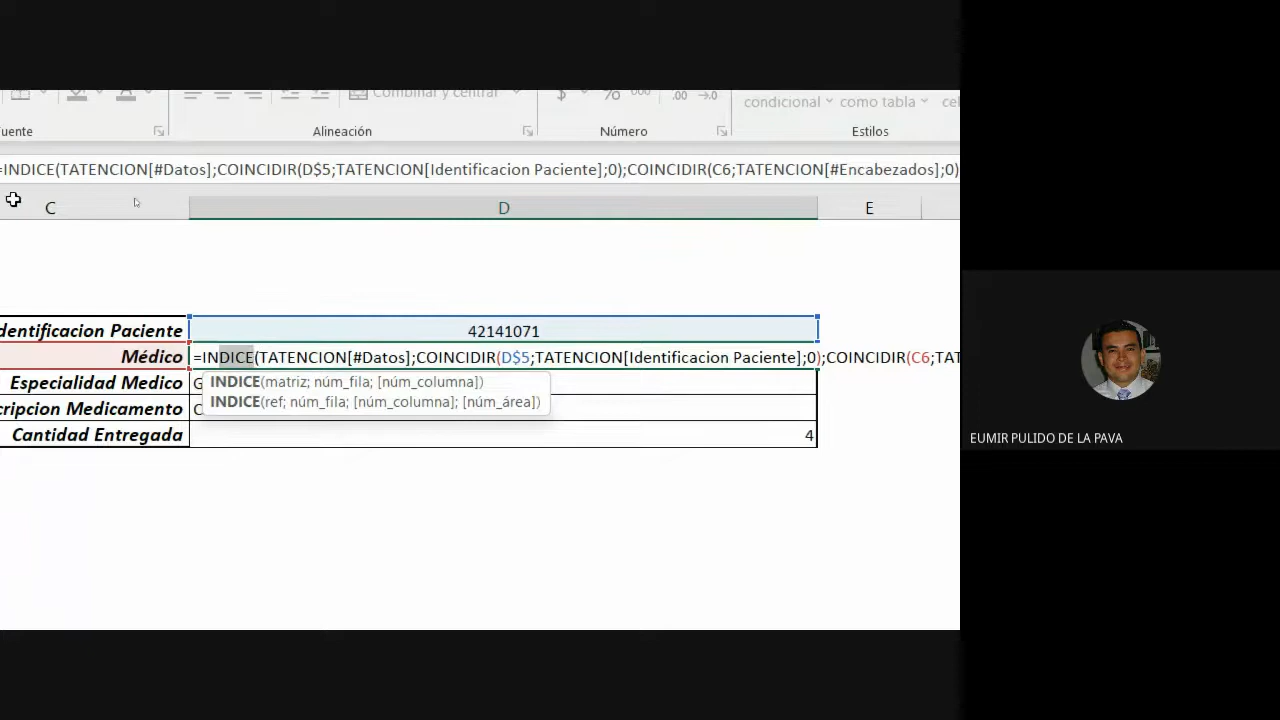 Combinar y centrar
$ % 000
condicional como tabla
uente
Alineación
Número
Estilos
=INDICE(TATENCION[#Datos];COINCIDIR(D$5;TATENCION[Identificacion Paciente];0);COINCIDIR(C6;TATENCION[#Encabezados];0)
C D E
dentificacion Paciente 42141071
Médico =INDICE(TATENCION[#Datos];COINCIDIR(D$5;TATENCION[Identificacion Paciente];0);COINCIDIR(C6;TAT
Especialidad Medico G
INDICE(matriz; núm_fila; [núm_columna])
cripcion Medicamento C
INDICE(ref; núm_fila; [núm_columna]; [núm_área])
Cantidad Entregada 4
EUMIR PULIDO DE LA PAVA